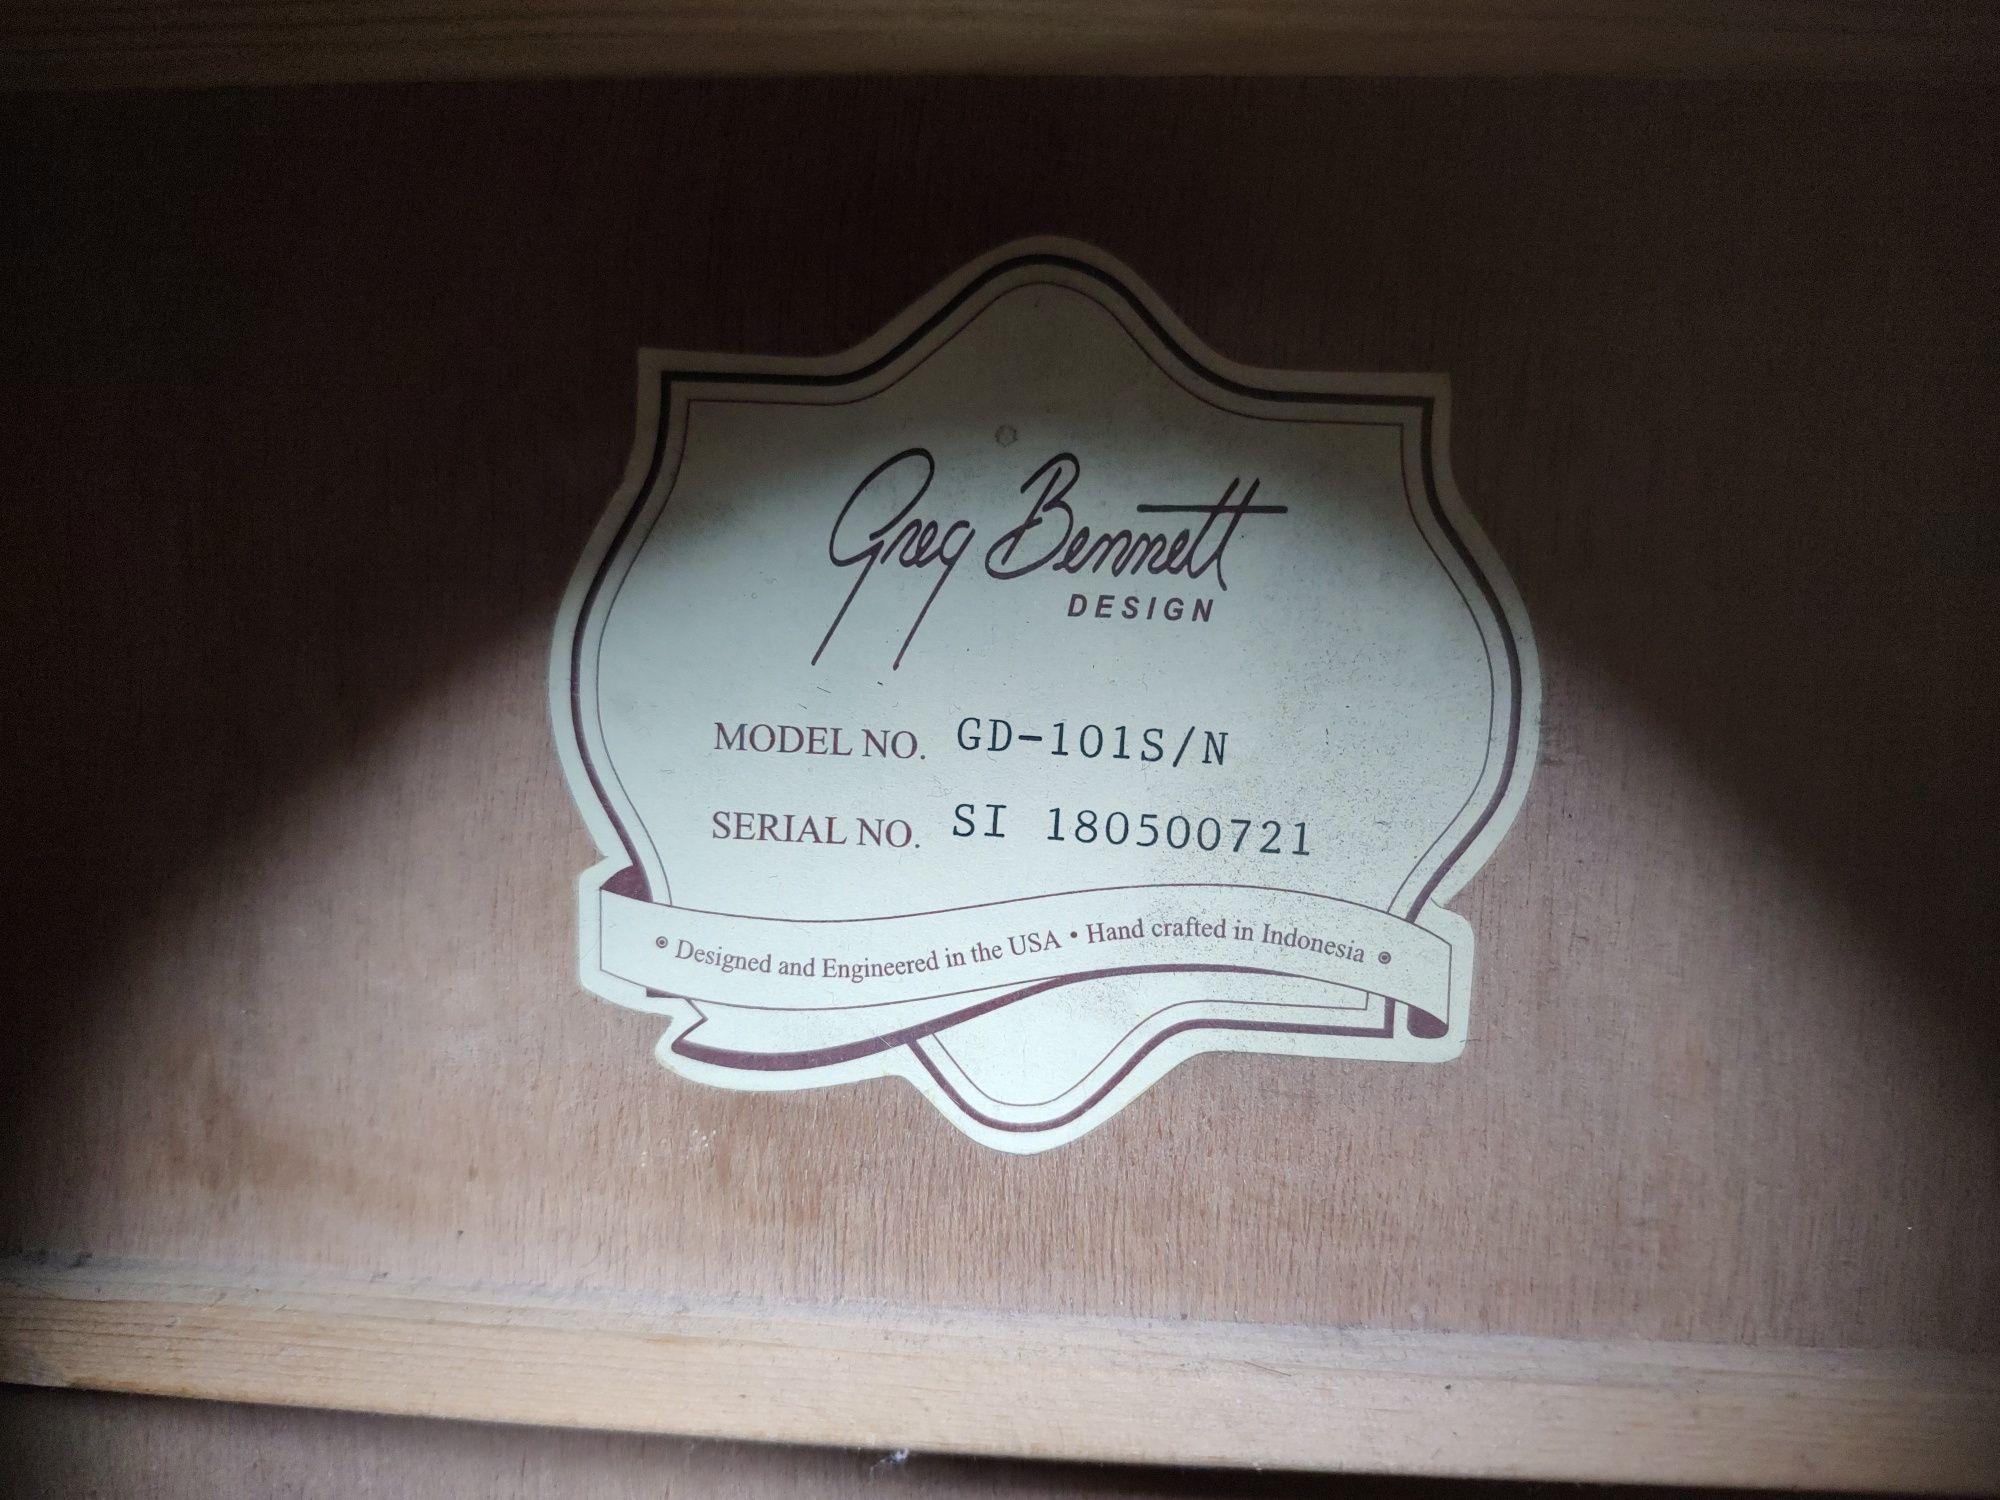 Greg Bennett
DESIGN
MODEL NO. GD-101S/N
SERIAL NO. SI 180500721
Designed and Engineered in the USA • Hand crafted in Indonesia